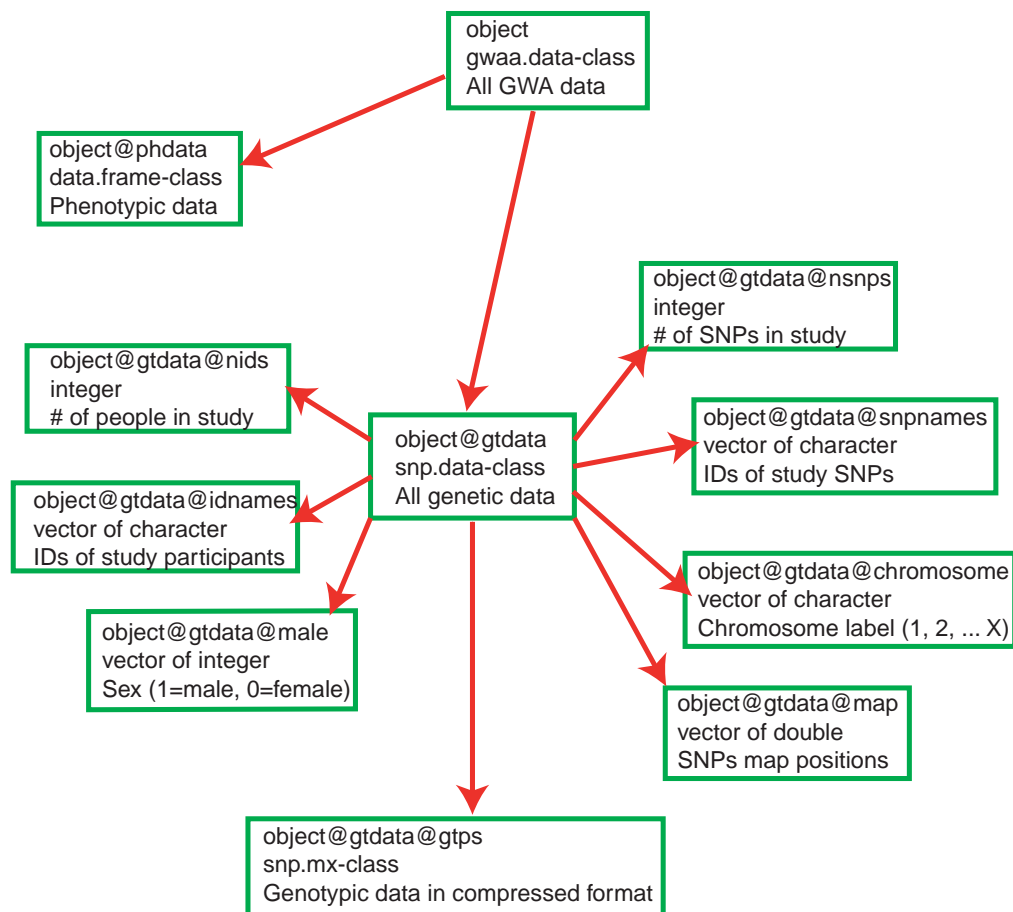 object
gwaa.data-class
All GWA data
object@phdata
data.frame-class
Phenotypic data
object@gtdata@nsnps
integer
# of SNPs in study
object@gtdata@nids
integer
# of people in study
object@gtdata@snpnames
vector of character
IDs of study SNPs
object@gtdata
snp.data-class
All genetic data
object@gtdata@idnames
vector of character
IDs of study participants
object@gtdata@chromosome
vector of character
Chromosome label (1, 2, ... X)
object@gtdata@male
vector of integer
Sex (1=male, 0=female)
object@gtdata@map
vector of double
SNPs map positions
object@gtdata@gtps
snp.mx-class
Genotypic data in compressed format